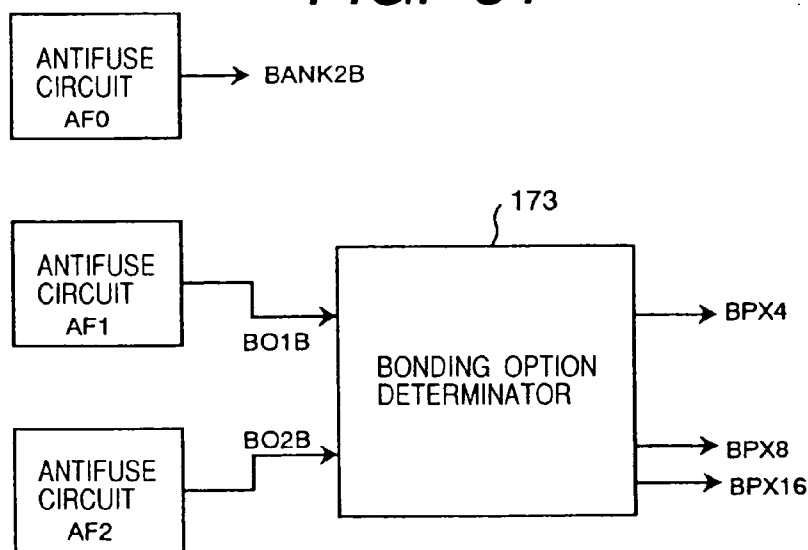 ANTIFUSE
CIRCUIT
AF0
BANK2B
ANTIFUSE
CIRCUIT
AF1
BO1B
173
BONDING OPTION
DETERMINATOR
BPX4
BPX8
BPX16
BO2B
ANTIFUSE
CIRCUIT
AF2